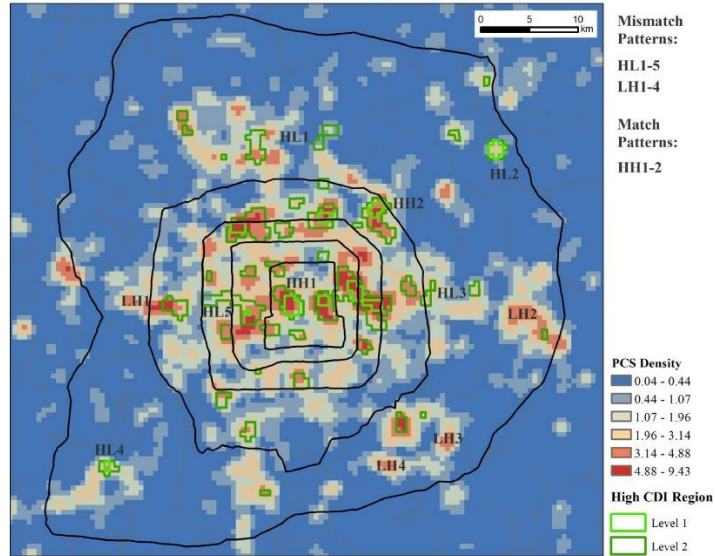 0 5 10
km
Mismatch
Patterns:
HL1-5
LH1-4
Match
Patterns:
HH1-2
HL1
HL2
HH2
HH1
HL3
LH1
HL5
LH2
LH3
HL4
LH4
PCS Density
0.04 - 0.44
0.44 - 1.07
1.07 - 1.96
1.96 - 3.14
3.14 - 4.88
4.88 - 9.43
High CDI Region
Level 1
Level 2